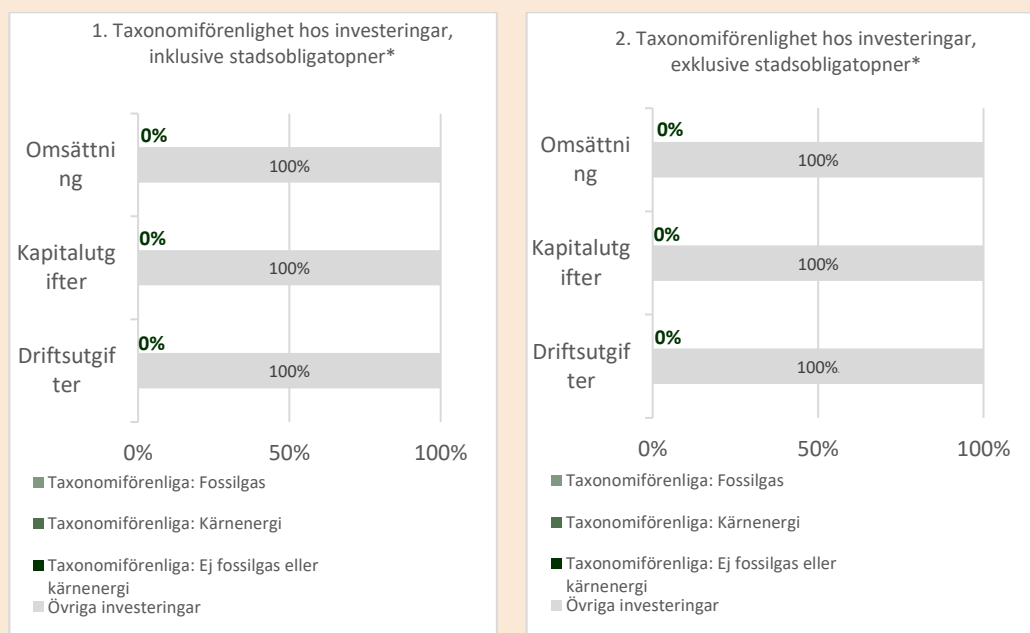 1. Taxonomiförenlighet hos investeringar,
inklusive stadsobligatopner*
0%
Omsättni
ng
100%
0%
Kapitalutg
ifter
100%
0%
Driftsutgif
ter
100%
0%
50%
100%
Taxonomiförenliga: Fossilgas
Taxonomiförenliga: Kärnenergi
Taxonomiförenliga: Ej fossilgas eller
kärnenergi
Övriga investeringar
2. Taxonomiförenlighet hos investeringar,
exklusive stadsobligatopner*
0%
Omsättni
ng
100%
0%
Kapitalutg
ifter
100%
0%
Driftsutgif
ter
100%
0%
50%
100%
Taxonomiförenliga: Fossilgas
Taxonomiförenliga: Kärnenergi
Taxonomiförenliga: Ej fossilgas eller
kärnenergi
Övriga investeringar